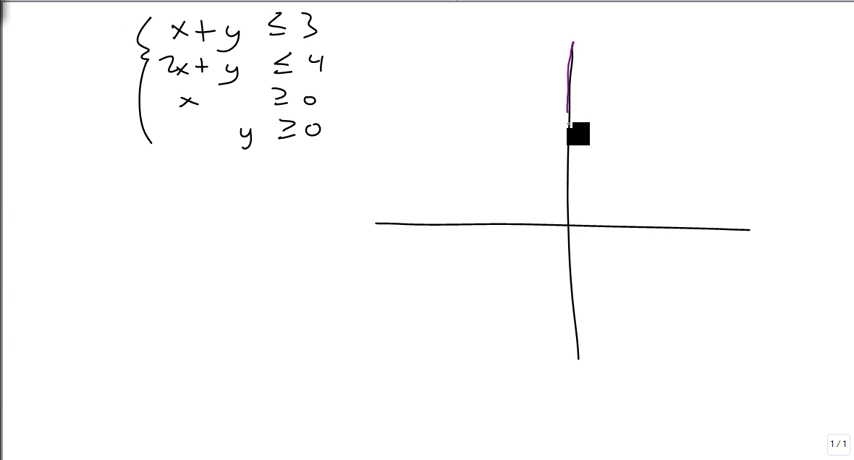 x + y ≤ 3
2x + y ≤ 4
x ≥ 0
y ≥ 0
1 / 1